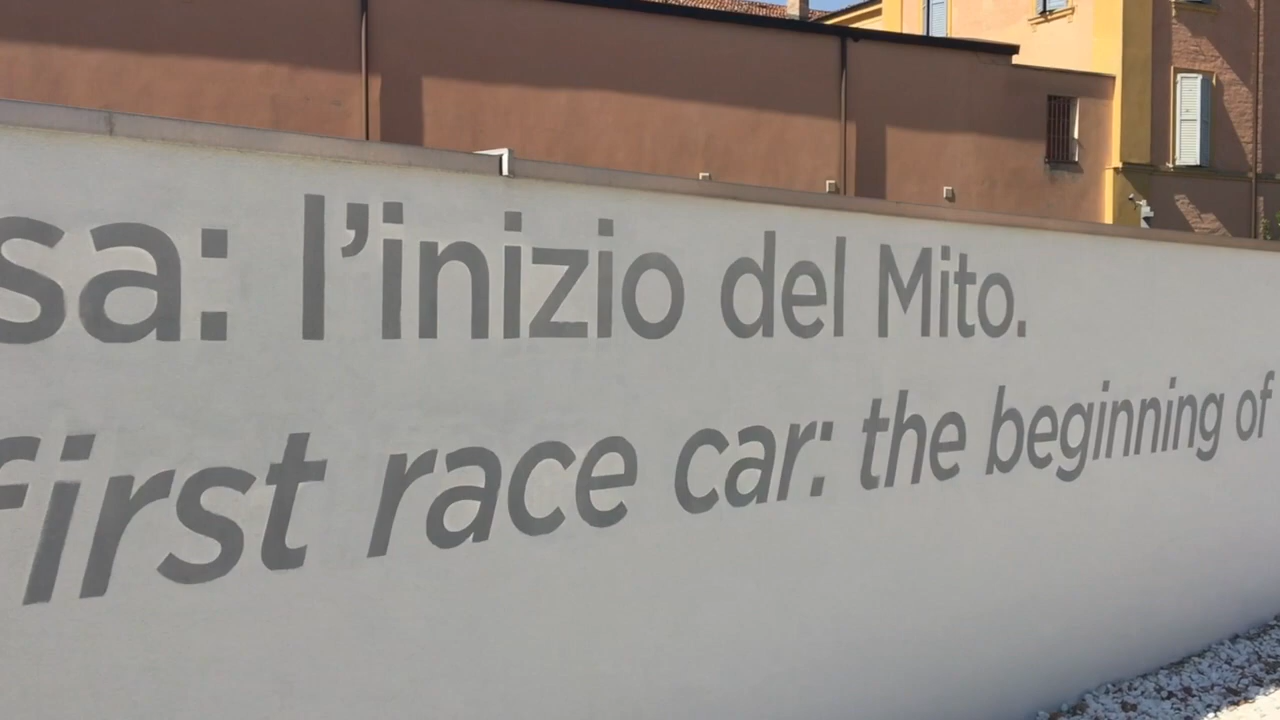 sa: l'inizio del Mito.
first race car: the beginning of